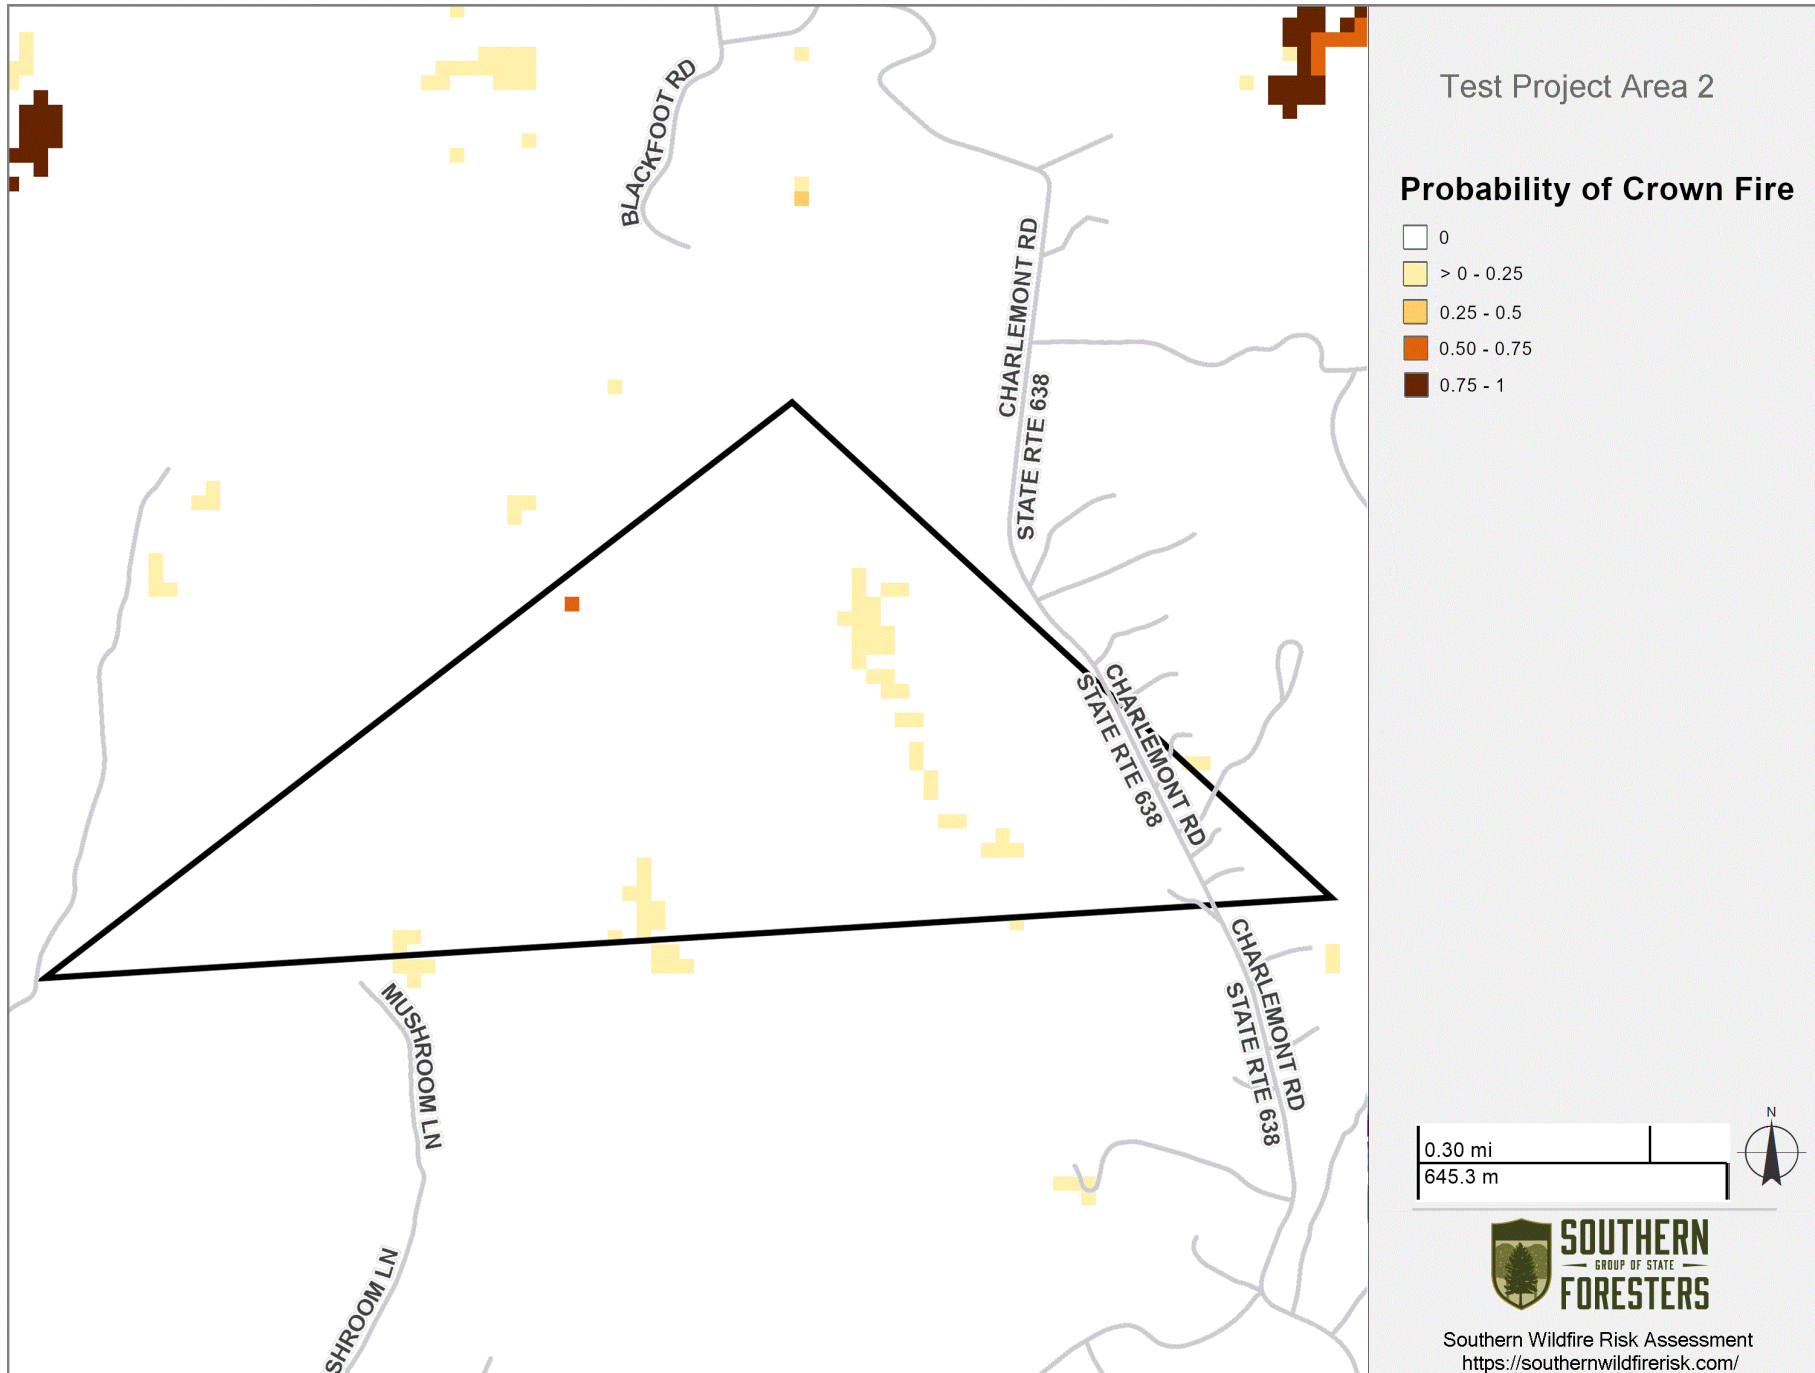 BLACKFOOT RD
CHARLEMONT RD
STATE RTE 638
CHARLEMONT RD
STATE RTE 638
CHARLEMONT RD
STATE RTE 638
MUSHROOM LN
SHROOM LN
Test Project Area 2
Probability of Crown Fire
0
> 0 - 0.25
0.25 - 0.5
0.50 - 0.75
0.75 - 1
N
0.30 mi
645.3 m
SOUTHERN
GROUP OF STATE
FORESTERS
Southern Wildfire Risk Assessment
https://southernwildfirerisk.com/